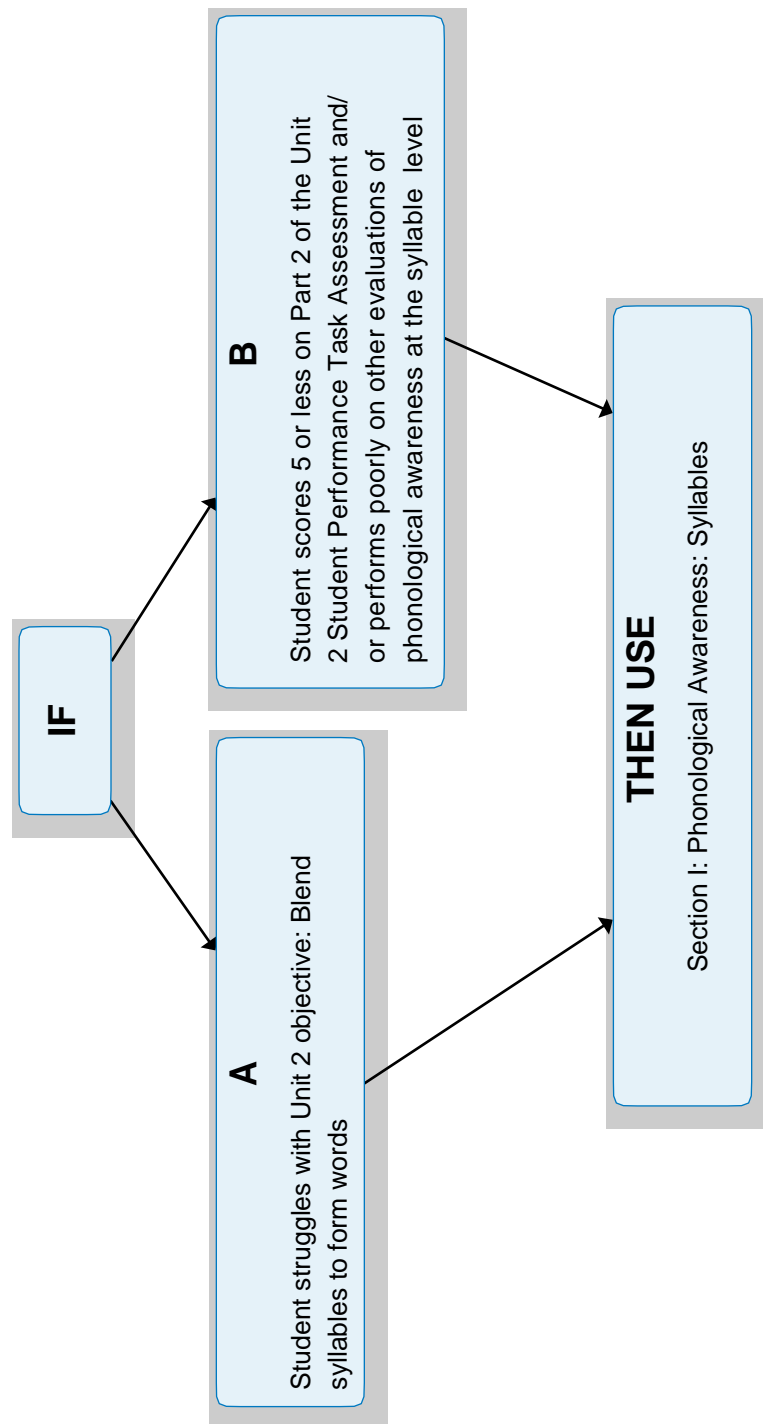 IF
A
Student struggles with Unit 2 objective: Blend
syllables to form words
B
Student scores 5 or less on Part 2 of the Unit
2 Student Performance Task Assessment and/
or performs poorly on other evaluations of
phonological awareness at the syllable level
THEN USE
Section I: Phonological Awareness: Syllables